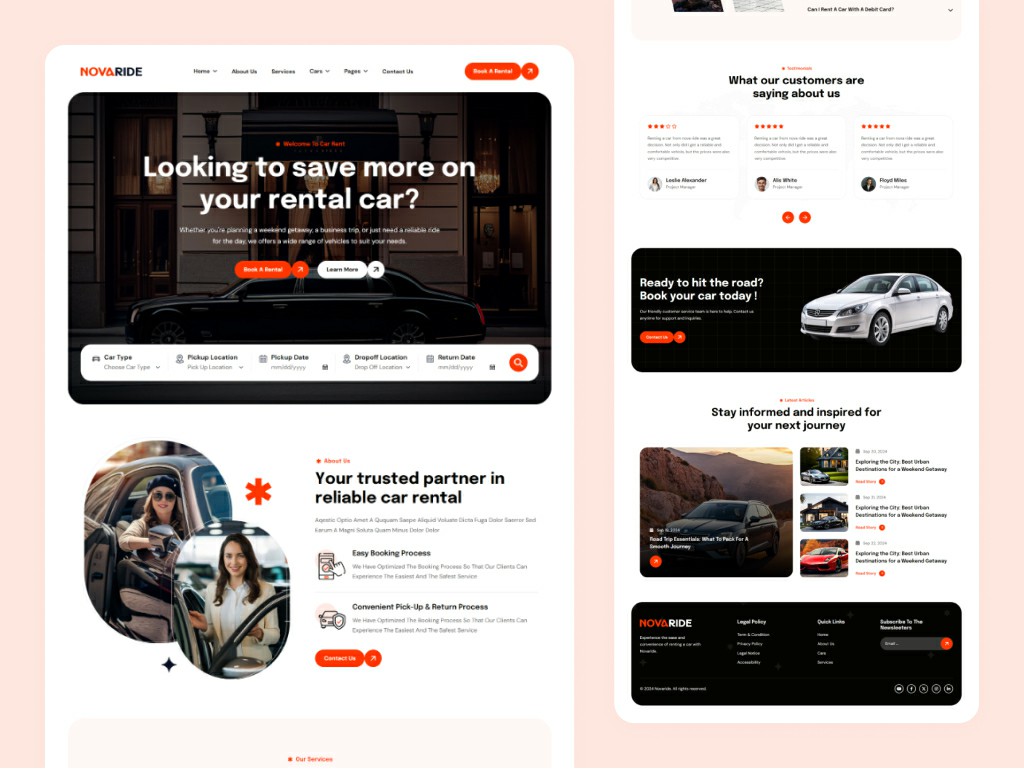 NOVARIDE
Home
About Us
Services
Cars
Pages
Contact Us
Book A Rental
Welcome To Car Rent
Looking to save more on
your rental car?
Whether you're planning a weekend getaway, a business trip, or just need a reliable ride
for the day, we offers a wide range of vehicles to suit your needs.
Book A Rental
Learn More
Car Type
Choose Car Type
Pickup Location
Pick Up Location
Pickup Date
mm/dd/yyyy
Dropoff Location
Drop Off Location
Return Date
mm/dd/yyyy
About Us
Your trusted partner in
reliable car rental
Aqestic Optio Amet A Ququam Saepe Aliquid Voluate Dicta Fuga Dolor Saerror Sed
Earum A Magni Soluta Quam Minus Dolor Dolor
Easy Booking Process
We Have Optimized The Booking Process So That Our Clients Can
Experience The Easiest And The Safest Service
Convenient Pick-Up & Return Process
We Have Optimized The Booking Process So That Our Clients Can
Experience The Easiest And The Safest Service
Contact Us
Our Services
Can I Rent A Car With A Debit Card?
Testimonials
What our customers are
saying about us
Renting a car from nova ride was a great
decision. Not only did I get a reliable and
comfortable vehicle, but the prices were also
very competitive.
Leslie Alexander
Project Manager
Renting a car from nova ride was a great
decision. Not only did I get a reliable and
comfortable vehicle, but the prices were also
very competitive.
Alis White
Project Manager
Renting a car from nova ride was a great
decision. Not only did I get a reliable and
comfortable vehicle, but the prices were also
very competitive.
Floyd Miles
Project Manager
Ready to hit the road?
Book your car today !
Our friendly customer service team is here to help. Contact us
anytime for support and inquiries.
Contact Us
Latest Articles
Stay informed and inspired for
your next journey
2024
Road Trip Essentials: What To Pack For A
Smooth Journey
2024
Exploring the City: Best Urban
Destinations for a Weekend Getaway
Read Story
2024
Exploring the City: Best Urban
Destinations for a Weekend Getaway
Read Story
Sep 22, 2024
Exploring the City: Best Urban
Destinations for a Weekend Getaway
Read Story
NOVARIDE
Experience the ease and
convenience of renting a car with
Novaride.
Legal Policy
Term & Condition
Privacy Policy
Legal Notice
Accessibility
Quick Links
Home
About Us
Cars
Services
Subscribe To The
Newsletters
Email ...
© 2024 Novaride. All rights reserved.